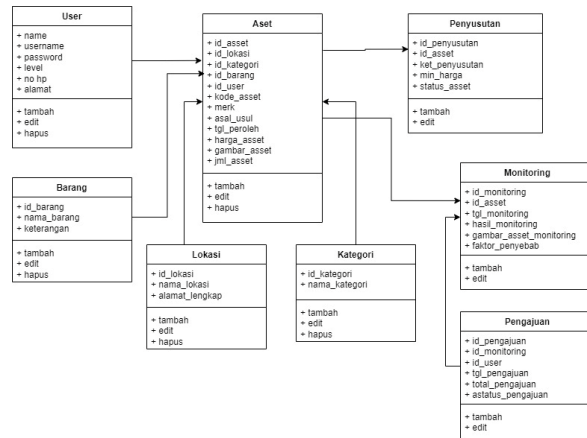 User
+ name
+ username
+ password
+ level
+ no hp
+ alamat
+ tambah
+ edit
+ hapus
Aset
+ id_asset
+ id_lokasi
+ id_kategori
+ id_barang
+ id_user
+ kode_asset
+ merk
+ asal_usul
+ tgl_peroleh
+ harga_asset
+ gambar_asset
+ jml_asset
+ tambah
+ edit
+ hapus
Penyusutan
+ id_penyusutan
+ id_asset
+ ket_penyusutan
+ min_harga
+ status_asset
+ tambah
+ edit
Barang
+ id_barang
+ nama_barang
+ keterangan
+ tambah
+ edit
+ hapus
Monitoring
+ id_monitoring
+ id_asset
+ tgl_monitoring
+ hasil_monitoring
+ gambar_asset_monitoring
+ faktor_penyebab
+ tambah
+ edit
Lokasi
+ id_lokasi
+ nama_lokasi
+ alamat_lengkap
+ tambah
+ edit
+ hapus
Kategori
+ id_kategori
+ nama_kategori
+ tambah
+ edit
+ hapus
Pengajuan
+ id_pengajuan
+ id_monitoring
+ id_user
+ tgl_pengajuan
+ total_pengajuan
+ astatus_pengajuan
+ tambah
+ edit